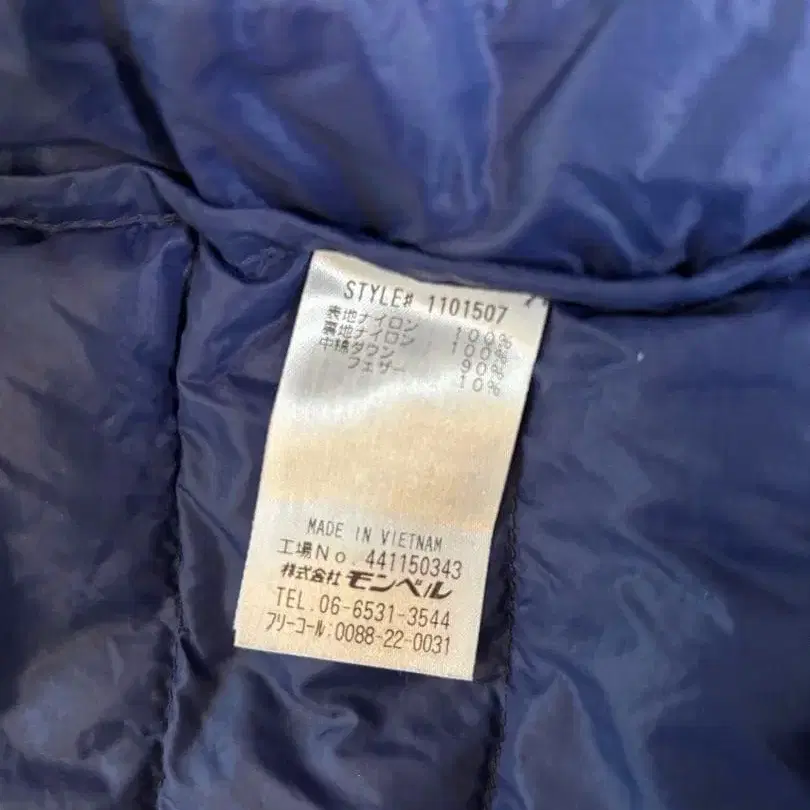 STYLE# 1101507
表地ナイロン 100%
裏地ナイロン 100%
中綿ダウン 90%
フェザー 10%
MADE IN VIETNAM
工場No. 441150343
株式会社モンベル
TEL.06-6531-3544
フリーコール:0088-22-0031